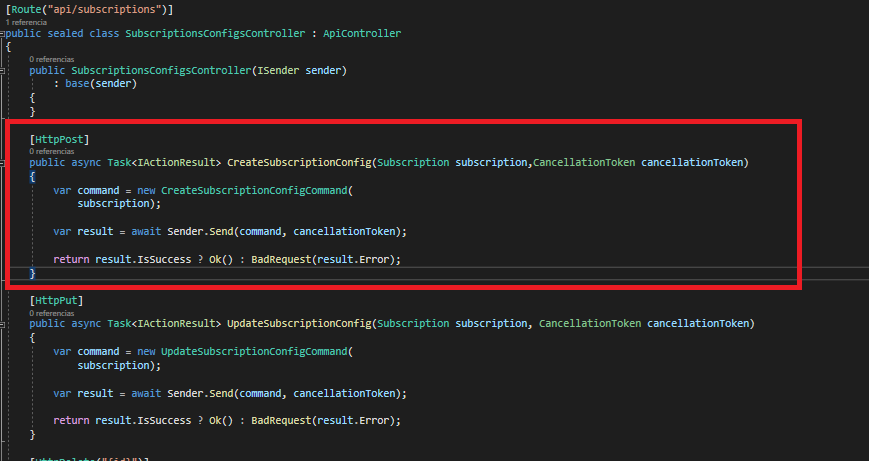 [Route("api/subscriptions")]
1 referencia
public sealed class SubscriptionsConfigsController : ApiController
{
0 referencias
public SubscriptionsConfigsController(ISender sender)
: base(sender)
{
}
[HttpPost]
0 referencias
public async Task<IActionResult> CreateSubscriptionConfig(Subscription subscription,CancellationToken cancellationToken)
{
var command = new CreateSubscriptionConfigCommand(
subscription);
var result = await Sender.Send(command, cancellationToken);
return result.IsSuccess ? Ok() : BadRequest(result.Error);
}
[HttpPut]
0 referencias
public async Task<IActionResult> UpdateSubscriptionConfig(Subscription subscription, CancellationToken cancellationToken)
{
var command = new UpdateSubscriptionConfigCommand(
subscription);
var result = await Sender.Send(command, cancellationToken);
return result.IsSuccess ? Ok() : BadRequest(result.Error);
}
[HttpDelete("{id}")]